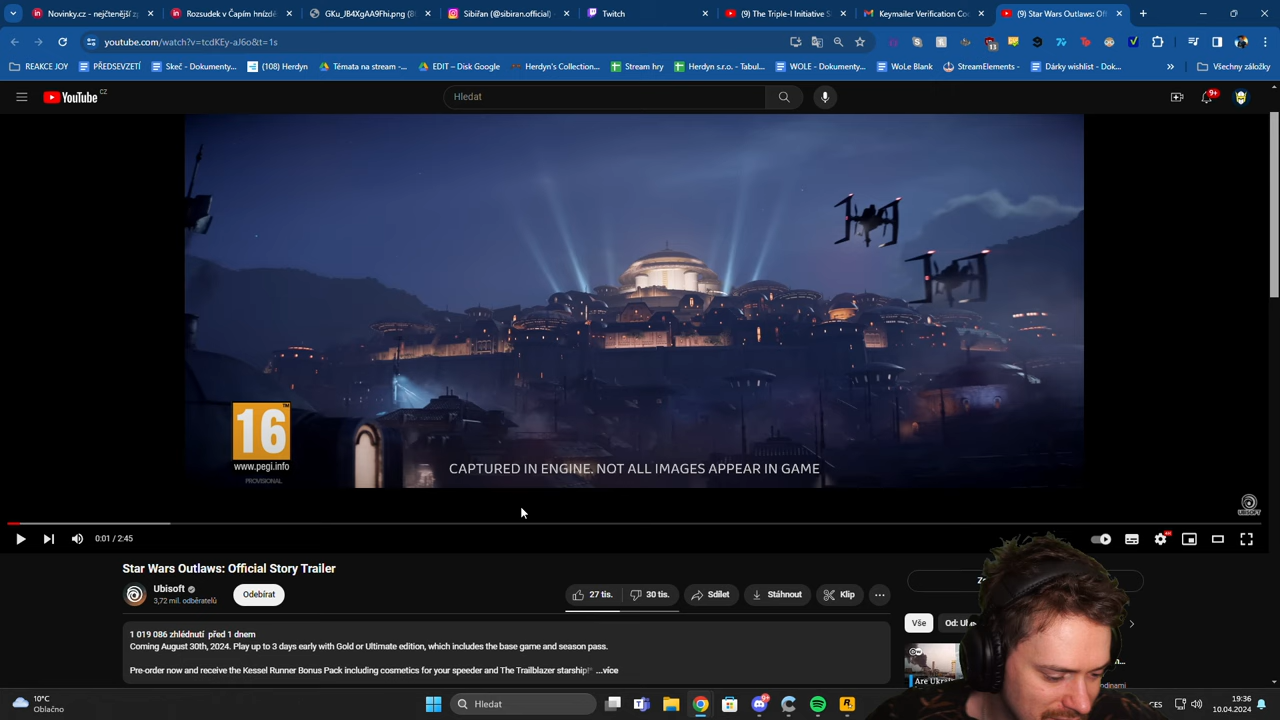 Novinky.cz - nejčtenější z
Rozsudek v Čapím hnízdě
GKu_JB4XgAA9Fhi.png (8
Sibiřan (@sibiran.official)
Twitch
(9) The Triple-I Initiative S
Keymailer Verification Co
(9) Star Wars Outlaws: Of
youtube.com/watch?v=tcdKEy-aJ6o&t=1s
13
REAKCE JOY
PŘEDSEVZETÍ
Skeč - Dokumenty...
(108) Herdyn
Témata na stream -...
EDIT – Disk Google
Herdyn's Collection...
Stream hry
Herdyn s.r.o. - Tabul...
WOLE - Dokumenty...
WoLe Blank
StreamElements -
Dárky wishlist - Dok...
Všechny záložky
YouTube CZ
Hledat
9+
16
www.pegi.info
PROVISIONAL
CAPTURED IN ENGINE. NOT ALL IMAGES APPEAR IN GAME
UBISOFT
0:01 / 2:45
Star Wars Outlaws: Official Story Trailer
Ubisoft
3,72 mil. odběratelů
Odebírat
27 tis.
30 tis.
Sdílet
Stáhnout
Klip
Vše
1 019 086 zhlédnutí před 1 dnem
Coming August 30th, 2024. Play up to 3 days early with Gold or Ultimate edition, which includes the base game and season pass.
Pre-order now and receive the Kessel Runner Bonus Pack including cosmetics for your speeder and The Trailblazer starship!* ...více
10°C
Oblačno
Hledat
9+
CES
19:36
10.04.2024